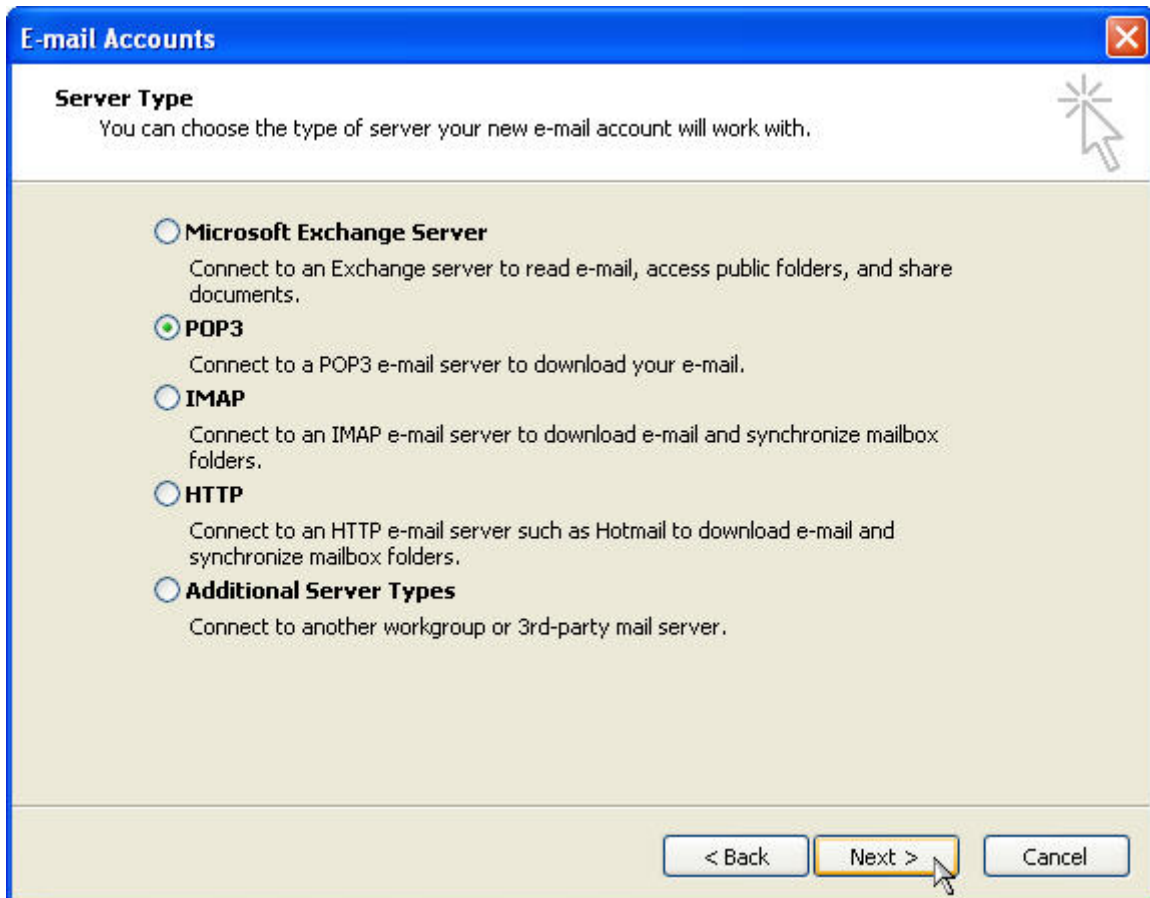 E-mail Accounts
Server Type
You can choose the type of server your new e-mail account will work with.
Microsoft Exchange Server
Connect to an Exchange server to read e-mail, access public folders, and share
documents.
POP3
Connect to a POP3 e-mail server to download your e-mail.
IMAP
Connect to an IMAP e-mail server to download e-mail and synchronize mailbox
folders.
HTTP
Connect to an HTTP e-mail server such as Hotmail to download e-mail and
synchronize mailbox folders.
Additional Server Types
Connect to another workgroup or 3rd-party mail server.
< Back Next > Cancel